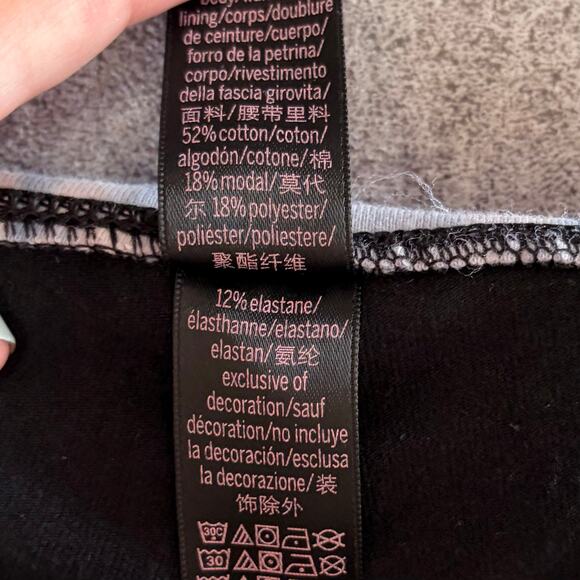 lining/corps/doublure
de ceinture/cuerpo/
forro de la petrina/
corpo/rivestimento
della fascia girovita/
面料/腰带里料
52% cotton/coton/
algodón/cotone/棉
18% modal/莫代
尔 18% polyester/
poliéster/poliestere/
聚酯纤维
12% elastane/
élasthanne/elastano/
elastan/氨纶
exclusive of
decoration/sauf
décoration/no incluye
la decoración/esclusa
la decorazione/装
饰除外
30C
30